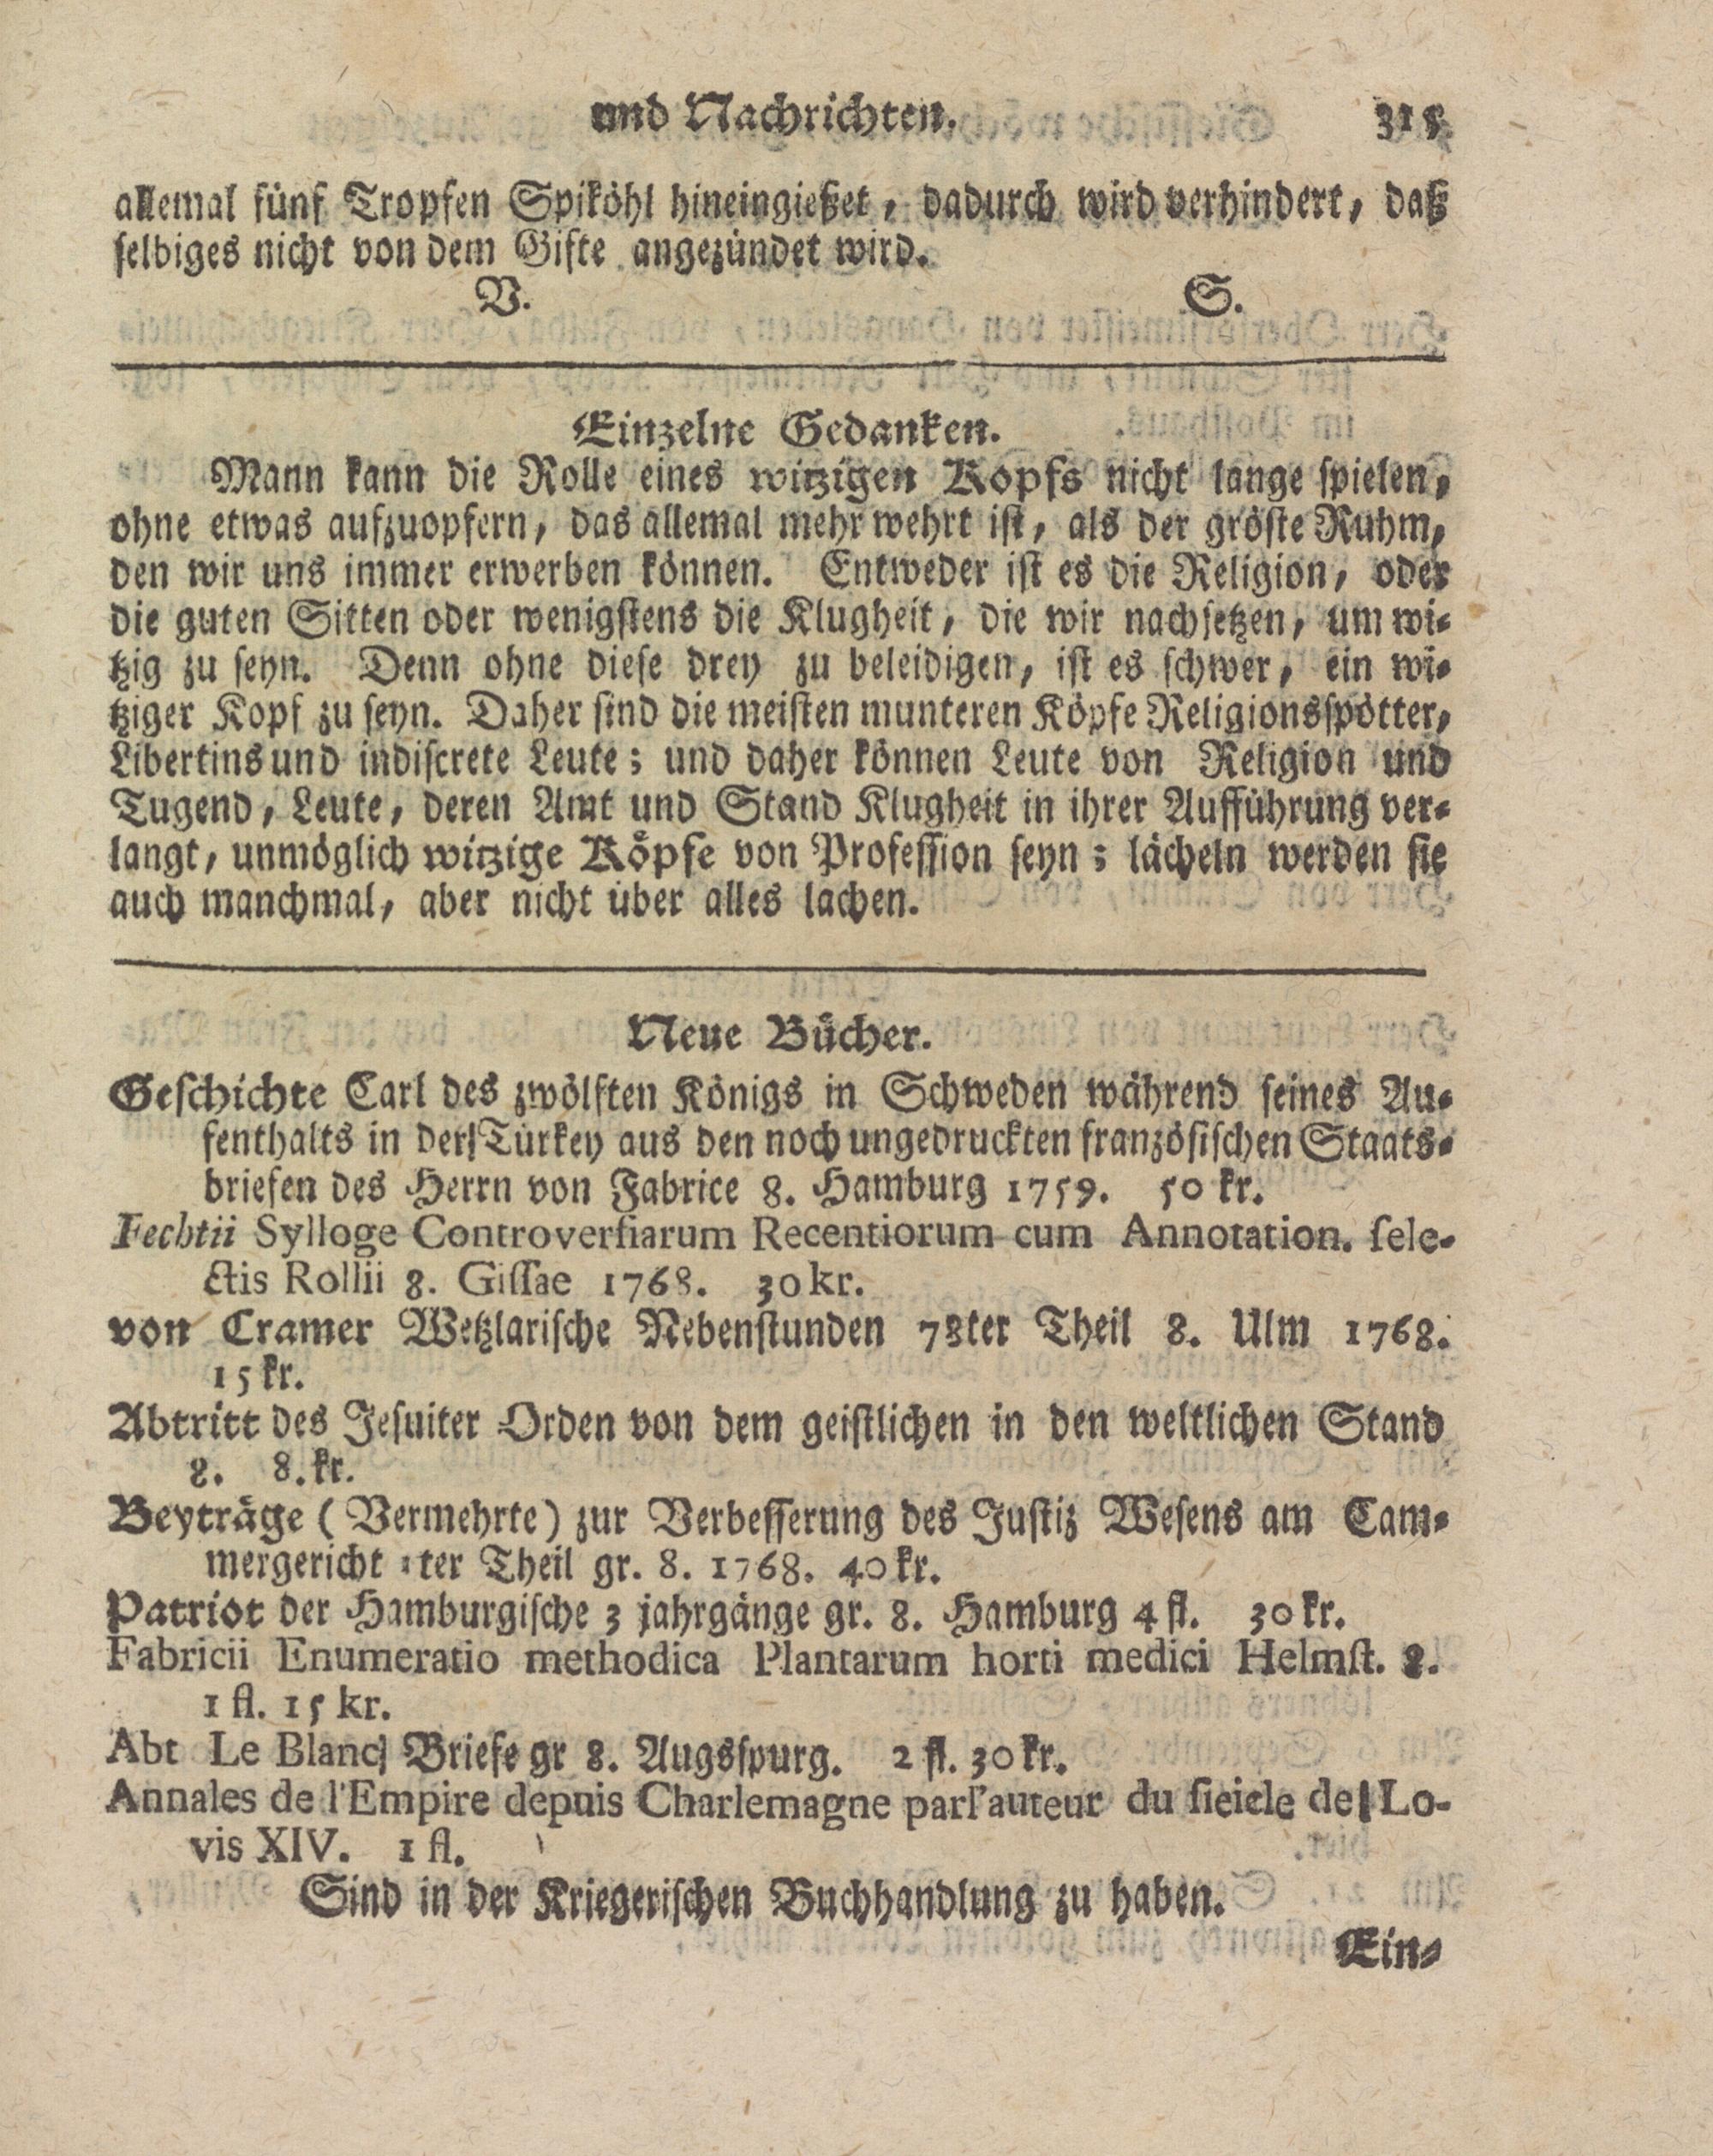 und Nachrichten. 315
allemal fünf Tropfen Spiköhl hineingießet, dadurch wird verhindert, daß
selbiges nicht von dem Gifte angezündet wird.
V. S.
Einzelne Gedanken.
Mann kann die Rolle eines witzigen Kopfs nicht lange spielen,
ohne etwas aufzuopfern, das allemal mehr wehrt ist, als der gröste Ruhm,
den wir uns immer erwerben können. Entweder ist es die Religion, oder
die guten Sitten oder wenigstens die Klugheit, die wir nachsetzen, um wi-
tzig zu seyn. Denn ohne diese drey zu beleidigen, ist es schwer, ein wi-
tziger Kopf zu seyn. Daher sind die meisten munteren Köpfe Religionsspötter,
Libertins und indiscrete Leute; und daher können Leute von Religion und
Tugend, Leute, deren Amt und Stand Klugheit in ihrer Aufführung ver-
langt, unmöglich witzige Köpfe von Profession seyn; lächeln werden sie
auch manchmal, aber nicht über alles lachen.
Neue Bücher.
Geschichte Carl des zwölften Königs in Schweden während seines Au-
fenthalts in der Türkey aus den noch ungedruckten französischen Staats-
briefen des Herrn von Fabrice 8. Hamburg 1759. 50 kr.
Fechtii Sylloge Controversiarum Recentiorum cum Annotation. sele-
ctis Rollii 8. Gissae 1768. 30 kr.
von Cramer Wetzlarische Nebenstunden 78ter Theil 8. Ulm 1768.
15 kr.
Abtritt des Jesuiter Orden von dem geistlichen in den weltlichen Stand
8. 8. kr.
Beyträge (Vermehrte) zur Verbesserung des Justiz Wesens am Cam-
mergericht ter Theil gr. 8. 1768. 40 kr.
Patriot der Hamburgische 3 jahrgänge gr. 8. Hamburg 4 fl. 30 kr.
Fabricii Enumeratio methodica Plantarum horti medici Helmst. 8.
1 fl. 15 kr.
Abt Le Blanc Briefe gr 8. Augsspurg. 2 fl. 30 kr.
Annales de l'Empire depuis Charlemagne parl'auteur du sieicle de Lo-
vis XIV. 1 fl.
Sind in der Kriegerischen Buchhandlung zu haben.
Ein-